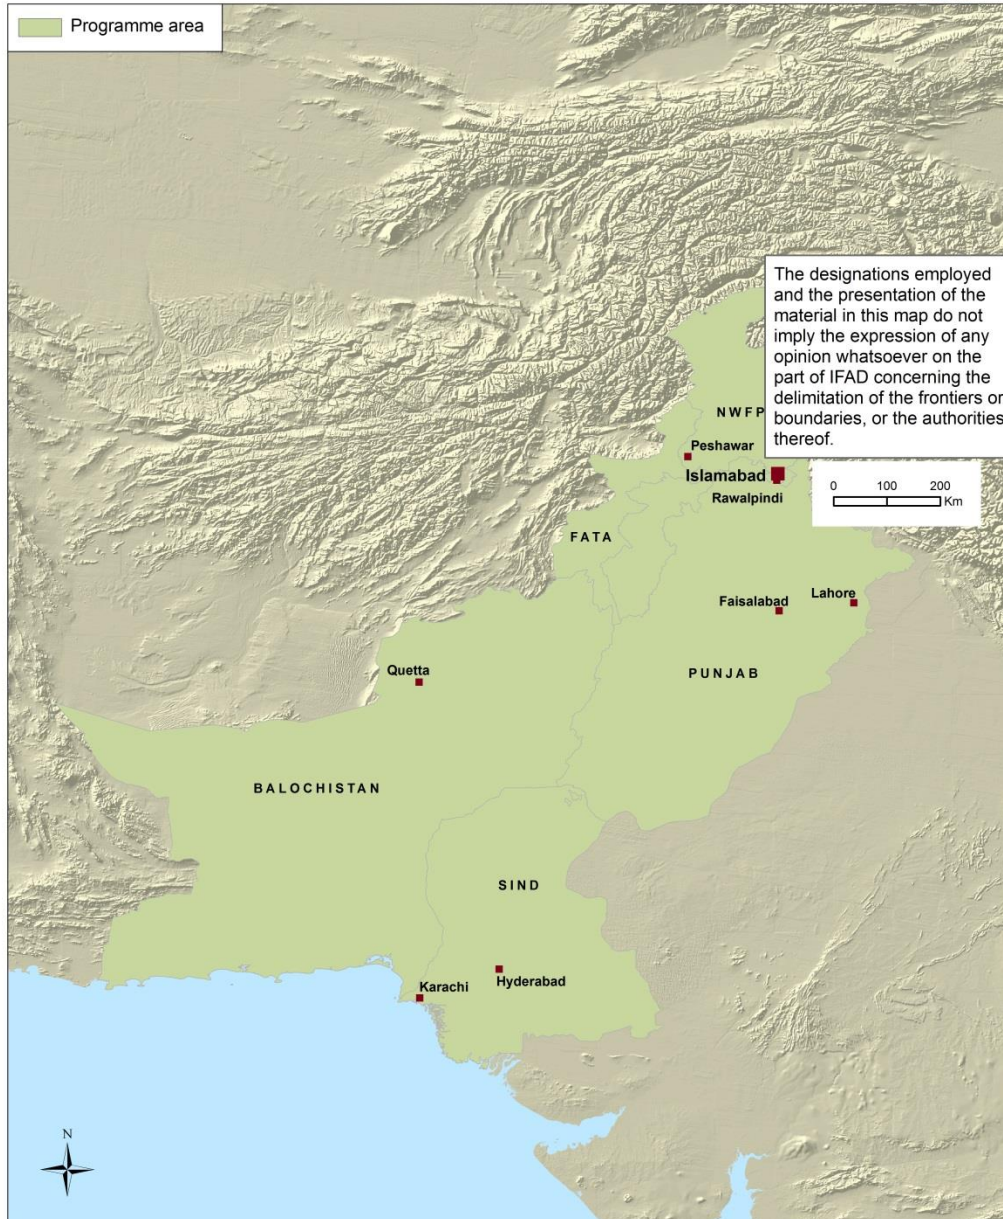 Programme area
The designations employed
and the presentation of the
material in this map do not
imply the expression of any
opinion whatsoever on the
part of IFAD concerning the
delimitation of the frontiers or
boundaries, or the authorities
thereof.
NWFP
Peshawar
Islamabad
Rawalpindi
0 100 200
Km
FATA
Faisalabad
Lahore
Quetta
PUNJAB
BALOCHISTAN
SIND
Hyderabad
Karachi
N